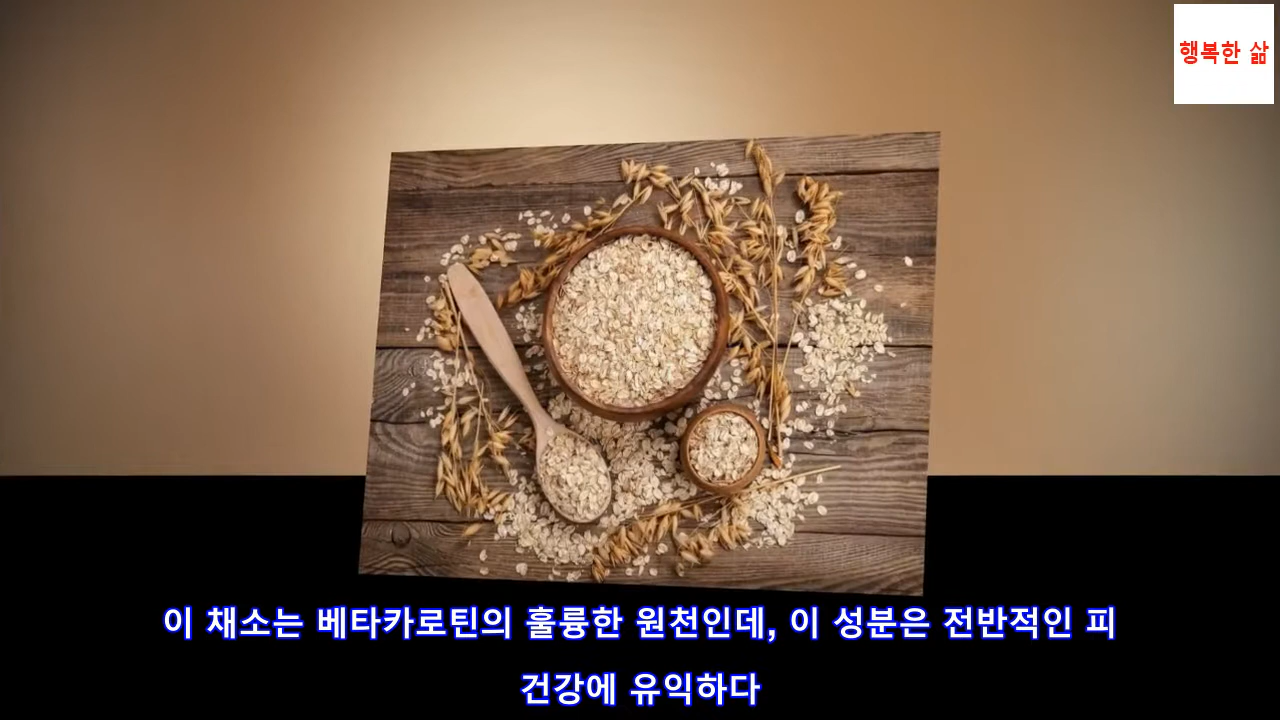 행복한 삶
이 채소는 베타카로틴의 훌륭한 원천인데, 이 성분은 전반적인 피
건강에 유익하다